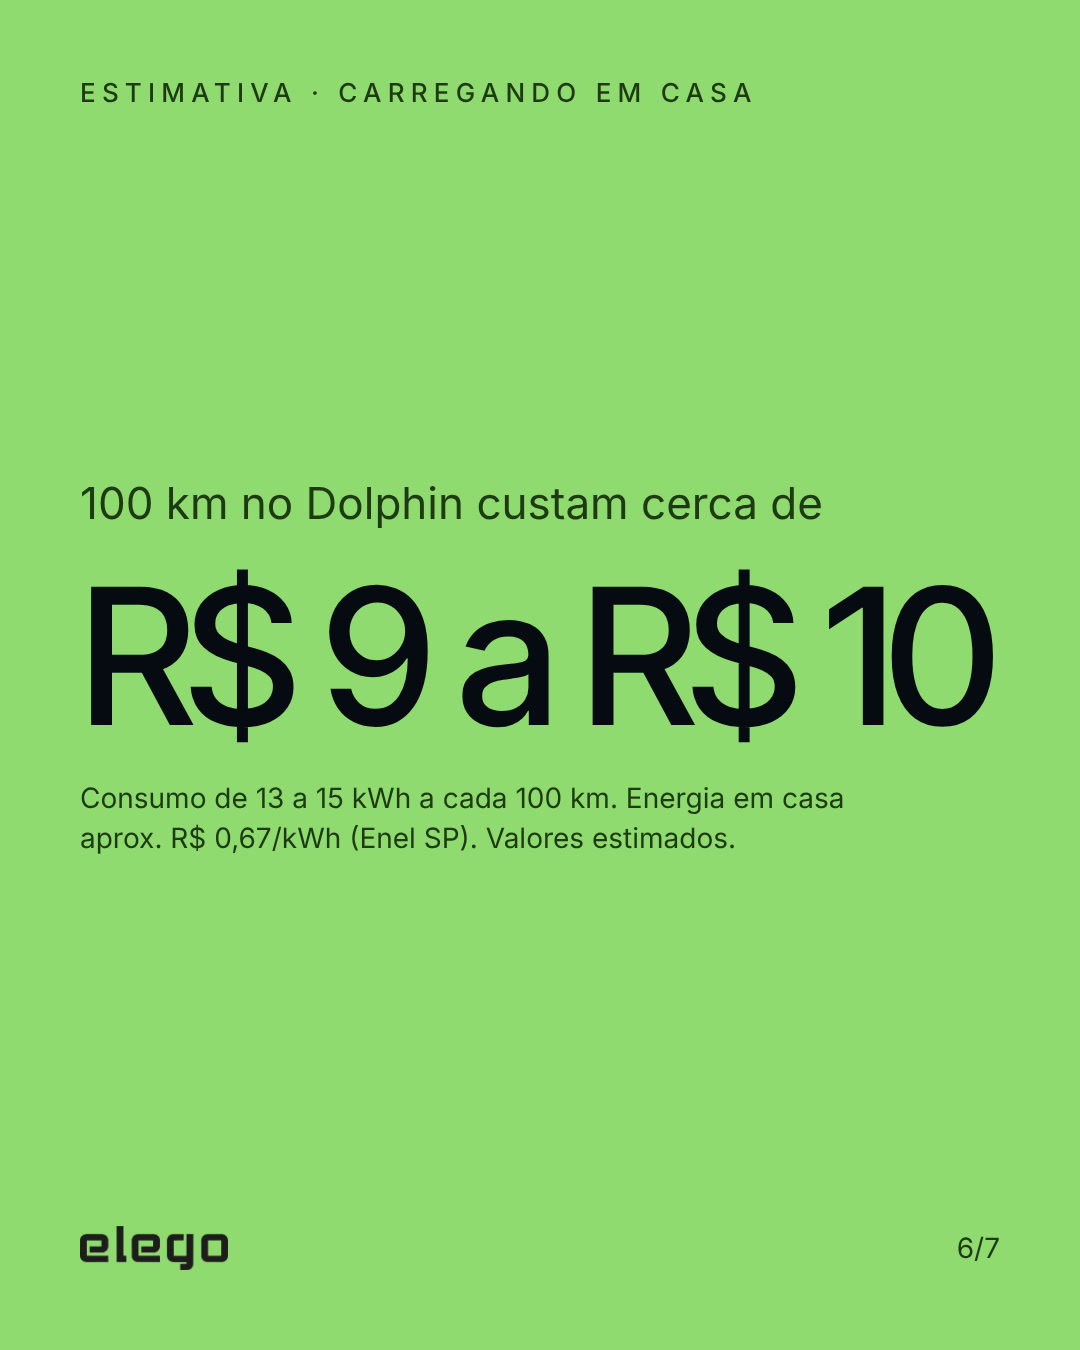 ESTIMATIVA · CARREGANDO EM CASA
100 km no Dolphin custam cerca de
R$ 9 a R$ 10
Consumo de 13 a 15 kWh a cada 100 km. Energia em casa
aprox. R$ 0,67/kWh (Enel SP). Valores estimados.
elego
6/7